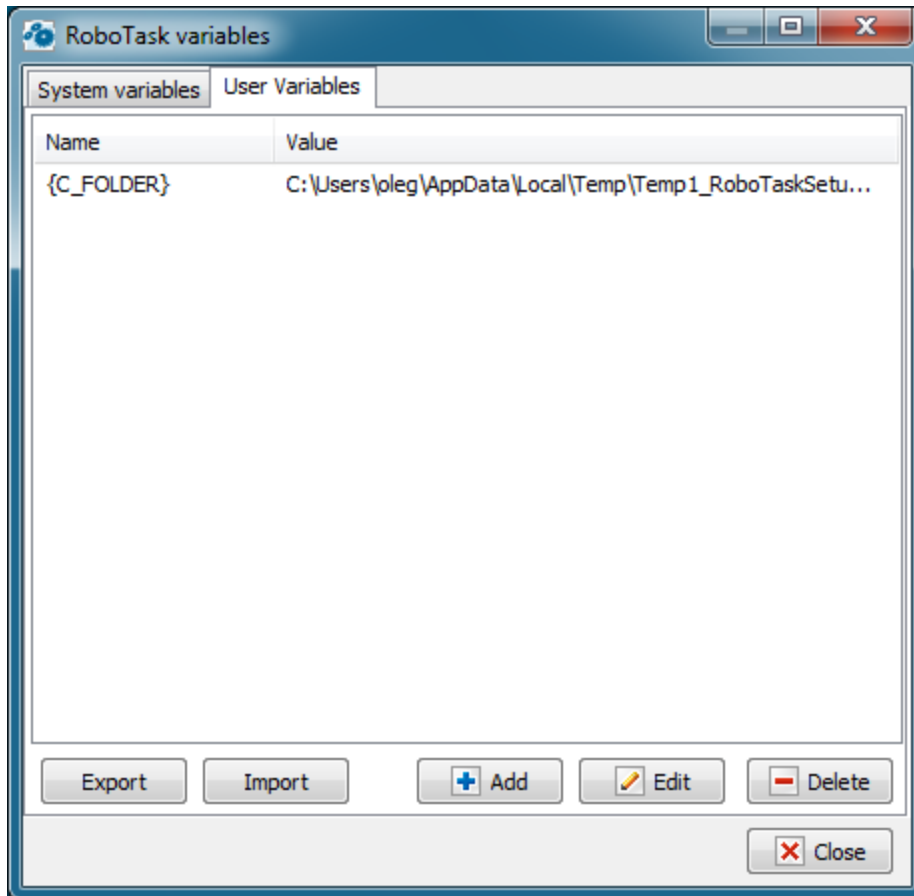 RoboTask variables
System variables User Variables
Name Value
{C_FOLDER} C:\Users\oleg\AppData\Local\Temp\Temp1_RoboTaskSetu...
Export Import Add Edit Delete
Close